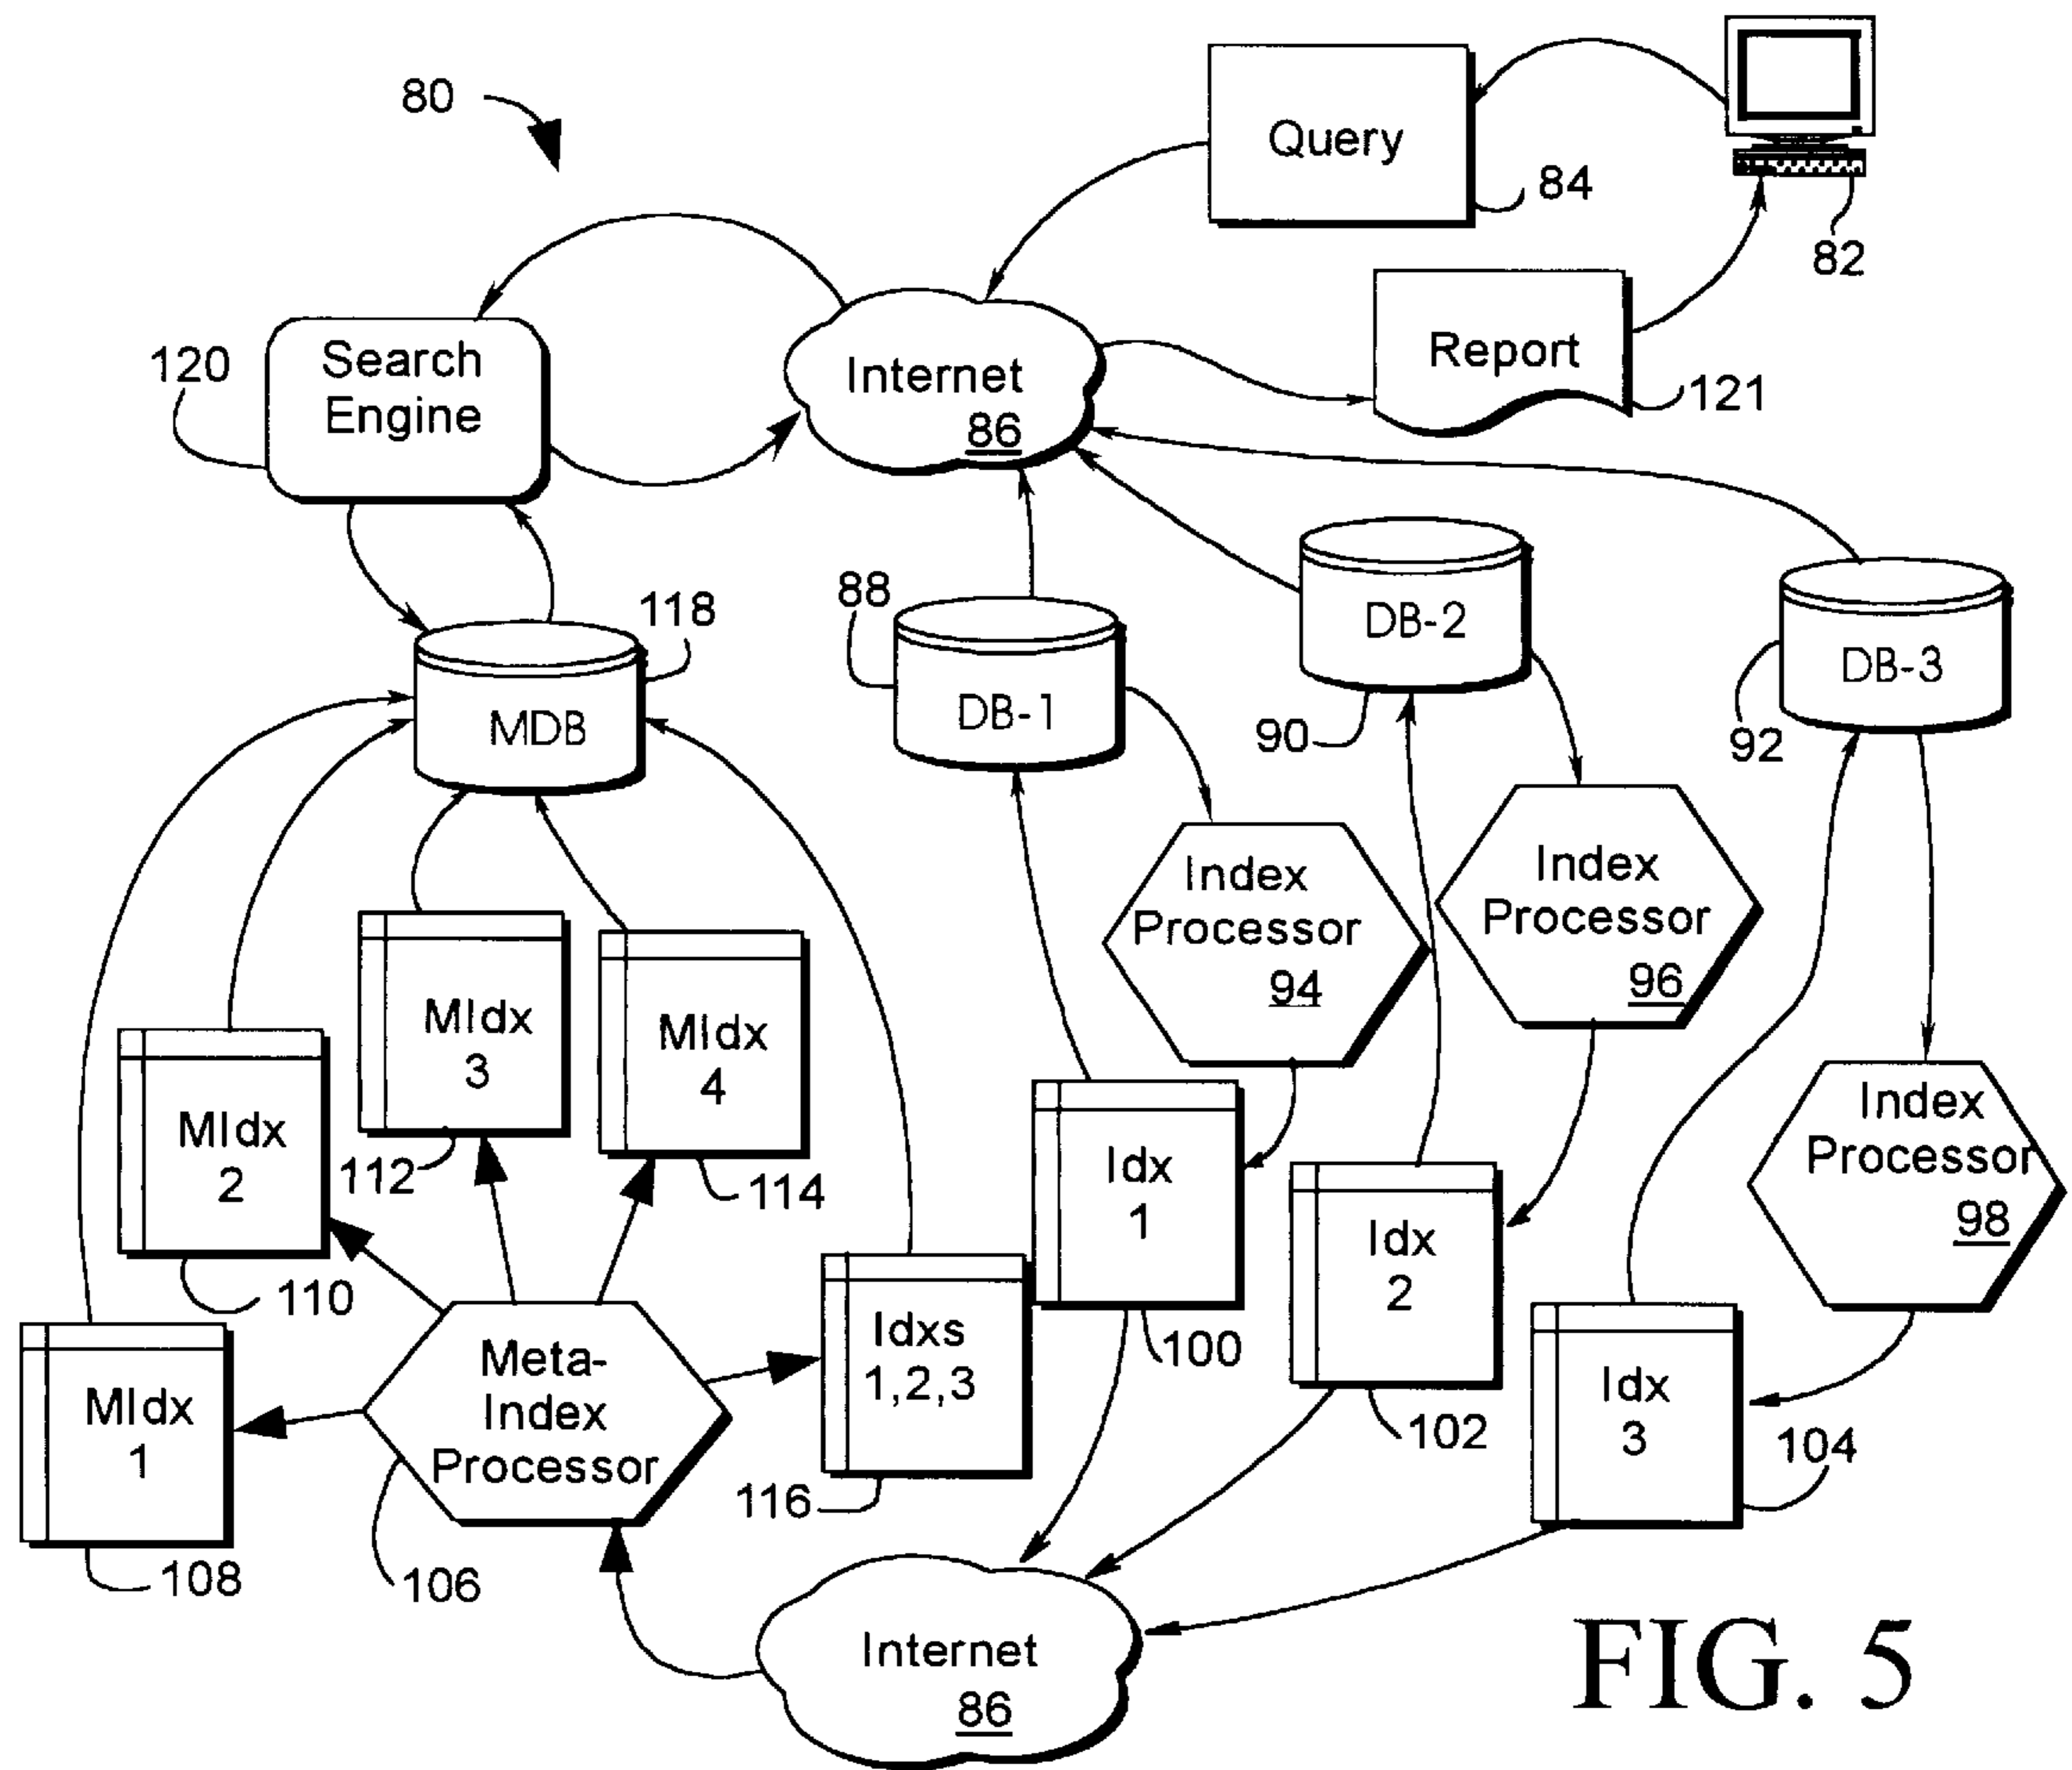 80
Query
84
82
Search
Engine
120
Internet
86
Report
121
88
118
DB-1
DB-2
90
DB-3
92
MDB
Index
Processor
94
Index
Processor
96
Index
Processor
98
MIdx
3
112
MIdx
4
114
MIdx
2
110
Idx
1
100
Idx
2
102
Idx
3
104
MIdx
1
108
Meta-
Index
Processor
106
Idxs
1,2,3
116
Internet
86
FIG. 5